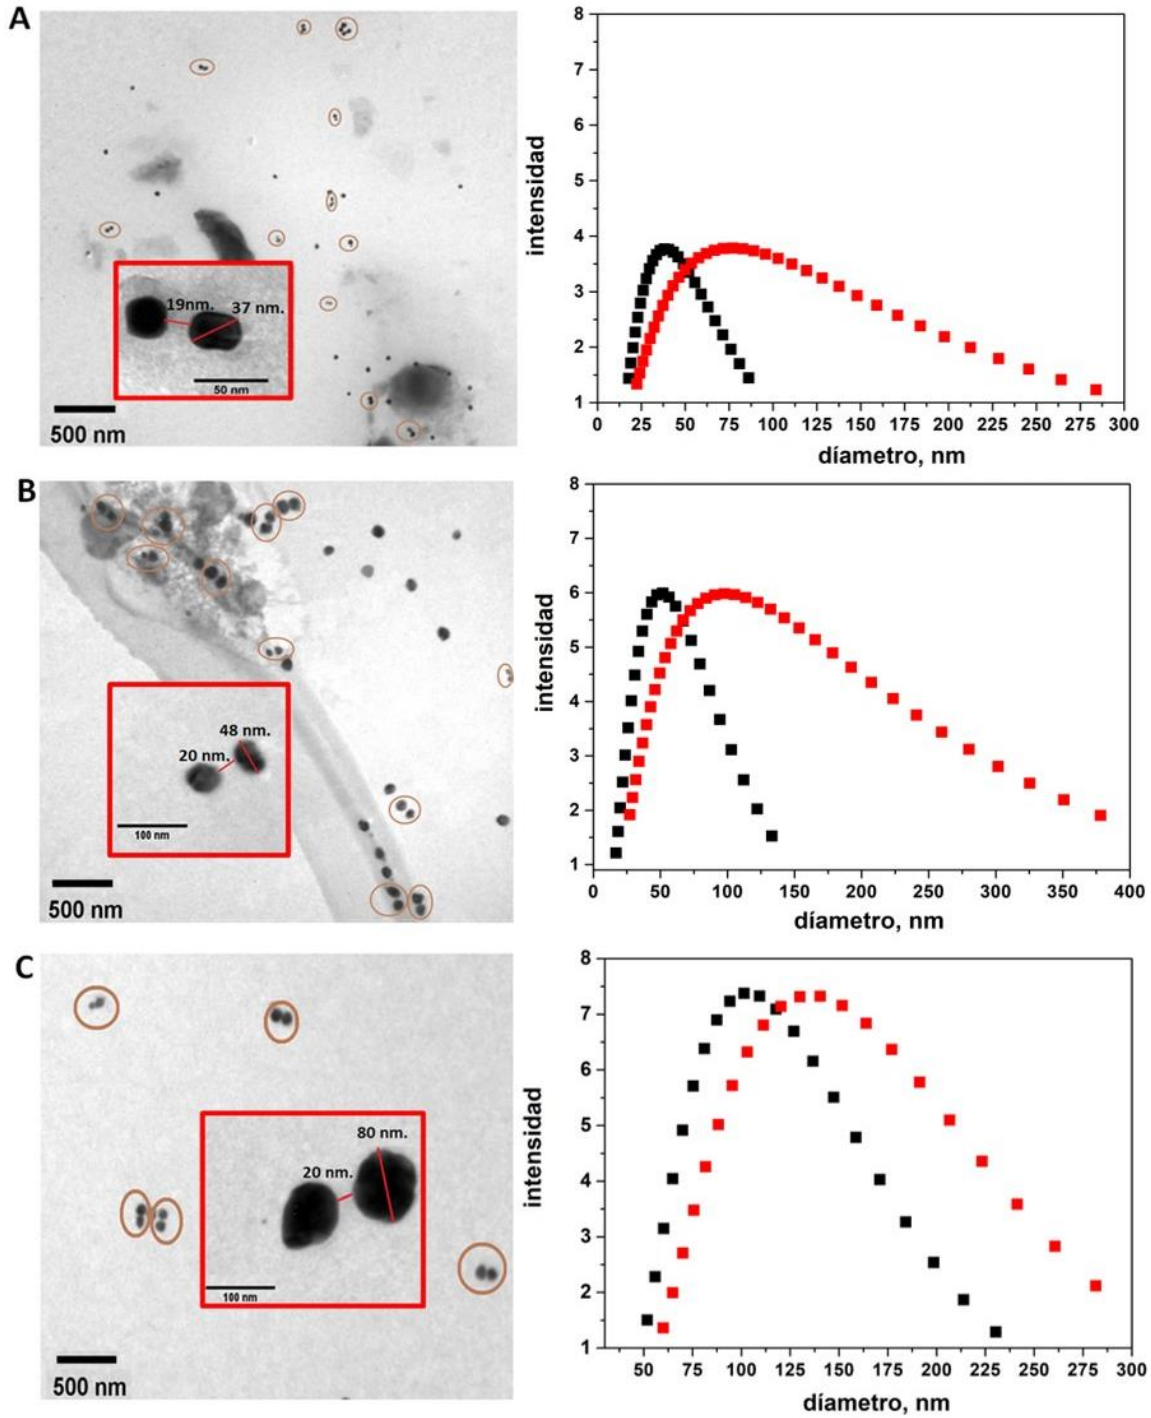 A
19nm.
37 nm.
50 nm
500 nm
8
7
6
5
4
3
2
1
intensidad
0 25 50 75 100 125 150 175 200 225 250 275 300
díametro, nm
B
48 nm.
20 nm.
100 nm
500 nm
8
7
6
5
4
3
2
1
intensidad
0 50 100 150 200 250 300 350 400
díametro, nm
C
80 nm.
20 nm.
100 nm
500 nm
8
7
6
5
4
3
2
1
intensidad
50 75 100 125 150 175 200 225 250 275 300
díametro, nm